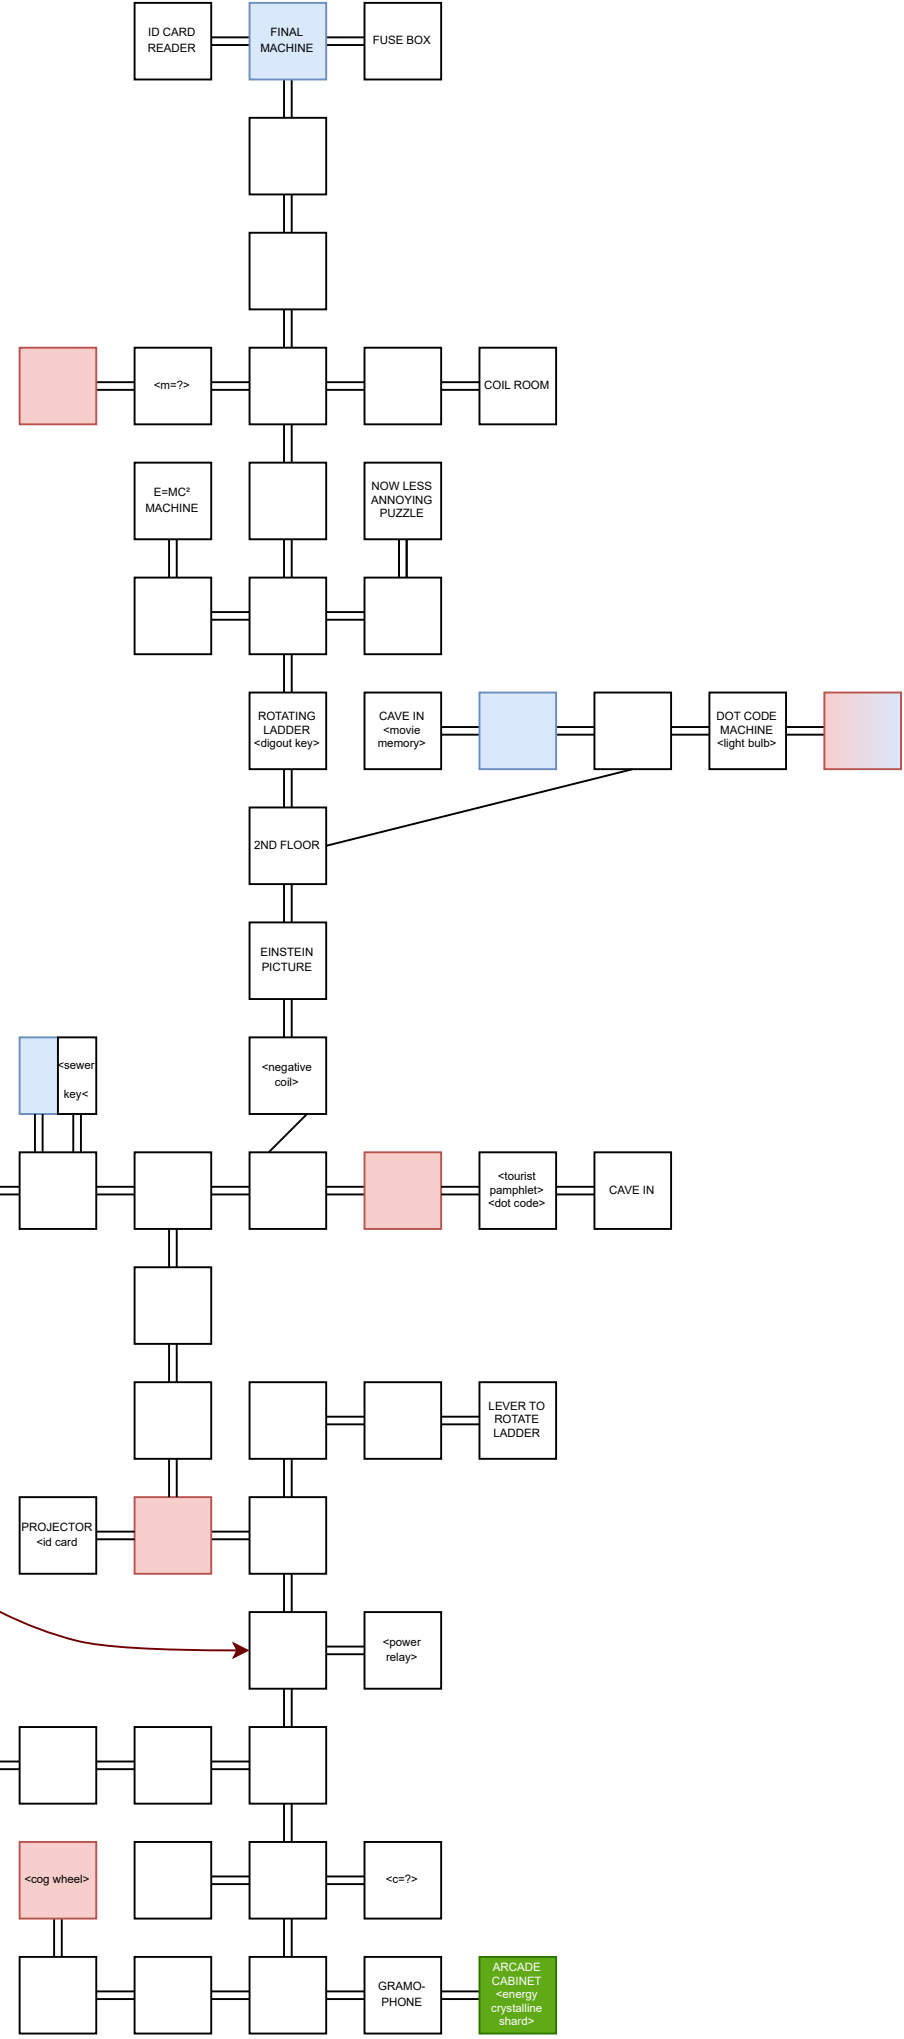 ID CARD
READER
FINAL
MACHINE
FUSE BOX
<m=?>
COIL ROOM
E=MC²
MACHINE
NOW LESS
ANNOYING
PUZZLE
ROTATING
LADDER
<digout key>
CAVE IN
<movie
memory>
DOT CODE
MACHINE
<light bulb>
2ND FLOOR
EINSTEIN
PICTURE
<sewer
key<
<negative
coil>
<tourist
pamphlet>
<dot code>
CAVE IN
LEVER TO
ROTATE
LADDER
PROJECTOR
<id card
<power
relay>
<cog wheel>
<c=?>
GRAMO-
PHONE
ARCADE
CABINET
<energy
crystalline
shard>